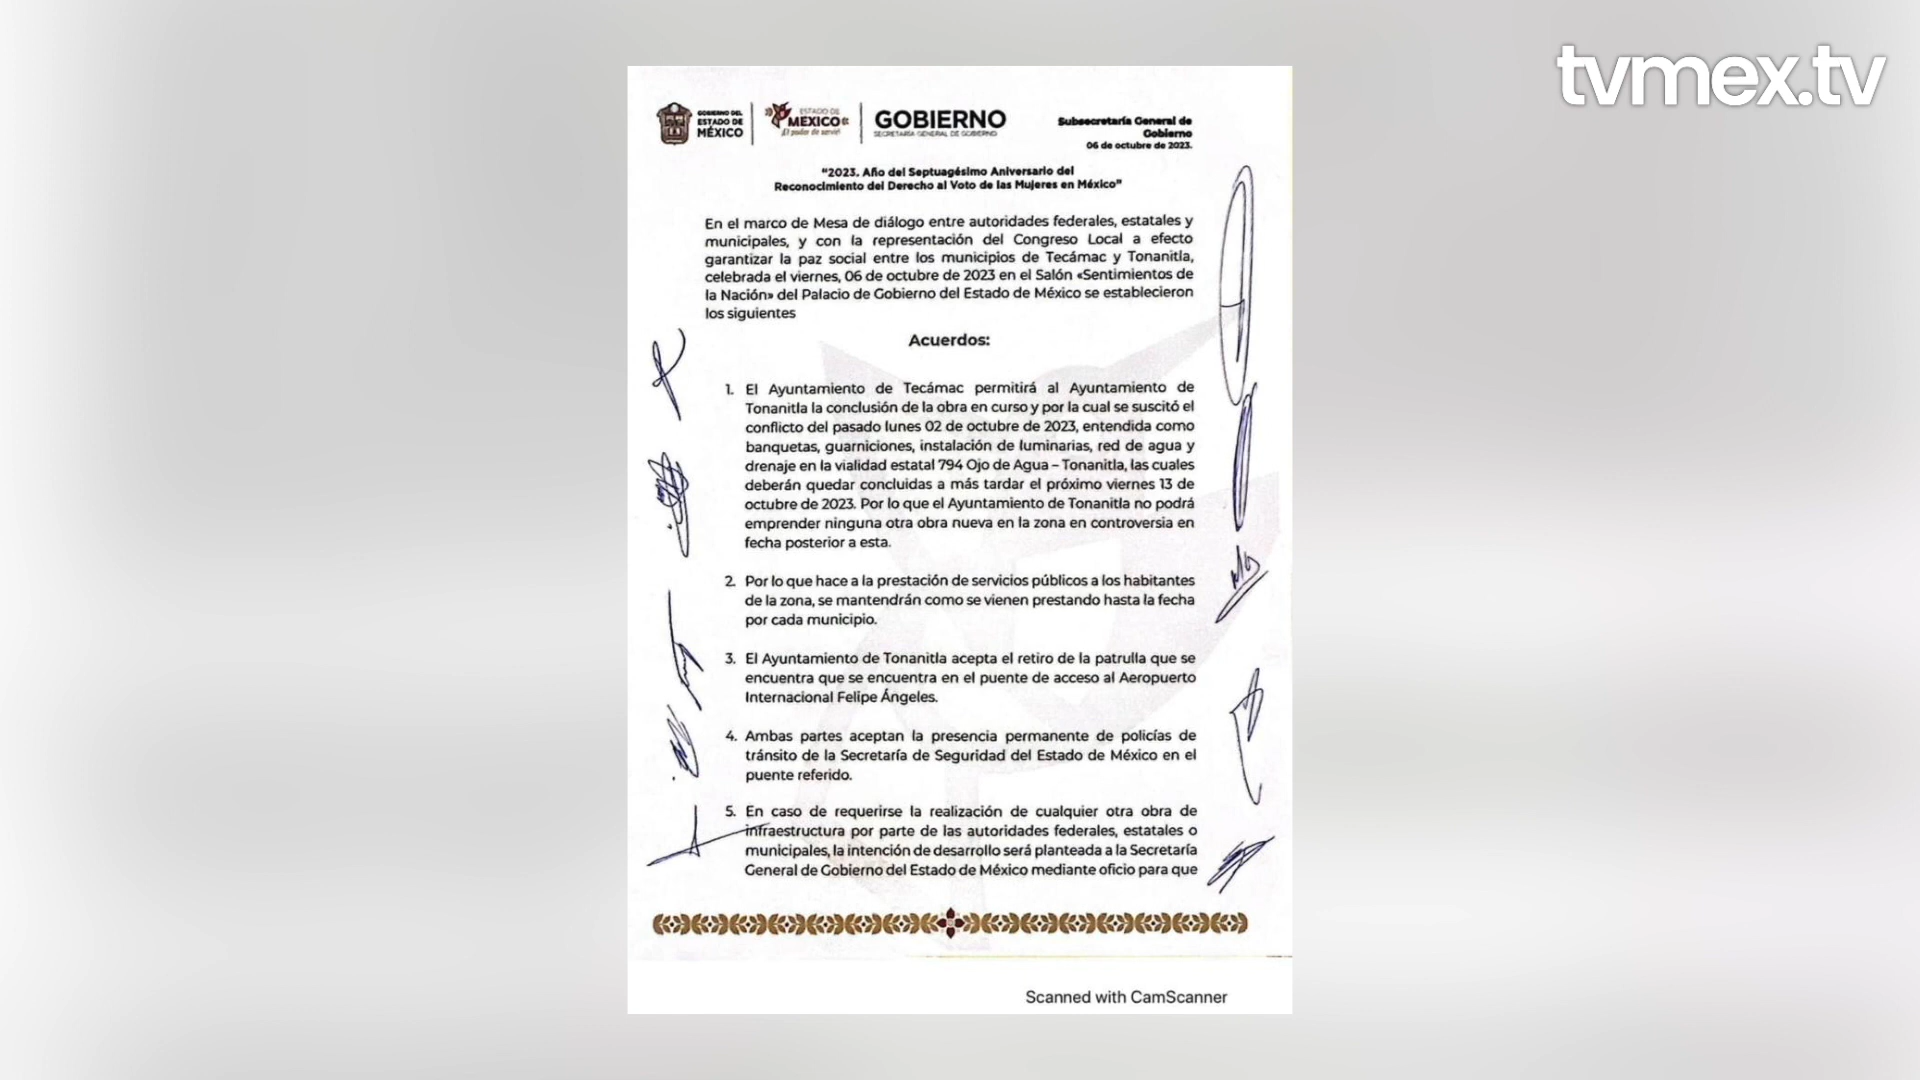 tvmex.tv
GOBIERNO DEL
ESTADO DE
MÉXICO
ESTADO DE
MÉXICO
¡El poder de servir!
GOBIERNO
SECRETARÍA GENERAL DE GOBIERNO
Subsecretaría General de
Gobierno
06 de octubre de 2023.
"2023. Año del Septuagésimo Aniversario del
Reconocimiento del Derecho al Voto de las Mujeres en México"
En el marco de Mesa de diálogo entre autoridades federales, estatales y
municipales, y con la representación del Congreso Local a efecto
garantizar la paz social entre los municipios de Tecámac y Tonanitla,
celebrada el viernes, 06 de octubre de 2023 en el Salón «Sentimientos de
la Nación» del Palacio de Gobierno del Estado de México se establecieron
los siguientes
Acuerdos:
1. El Ayuntamiento de Tecámac permitirá al Ayuntamiento de
Tonanitla la conclusión de la obra en curso y por la cual se suscitó el
conflicto del pasado lunes 02 de octubre de 2023, entendida como
banquetas, guarniciones, instalación de luminarias, red de agua y
drenaje en la vialidad estatal 794 Ojo de Agua – Tonanitla, las cuales
deberán quedar concluidas a más tardar el próximo viernes 13 de
octubre de 2023. Por lo que el Ayuntamiento de Tonanitla no podrá
emprender ninguna otra obra nueva en la zona en controversia en
fecha posterior a esta.
2. Por lo que hace a la prestación de servicios públicos a los habitantes
de la zona, se mantendrán como se vienen prestando hasta la fecha
por cada municipio.
3. El Ayuntamiento de Tonanitla acepta el retiro de la patrulla que se
encuentra que se encuentra en el puente de acceso al Aeropuerto
Internacional Felipe Ángeles.
4. Ambas partes aceptan la presencia permanente de policías de
tránsito de la Secretaría de Seguridad del Estado de México en el
puente referido.
5. En caso de requerirse la realización de cualquier otra obra de
infraestructura por parte de las autoridades federales, estatales o
municipales, la intención de desarrollo será planteada a la Secretaría
General de Gobierno del Estado de México mediante oficio para que
Scanned with CamScanner